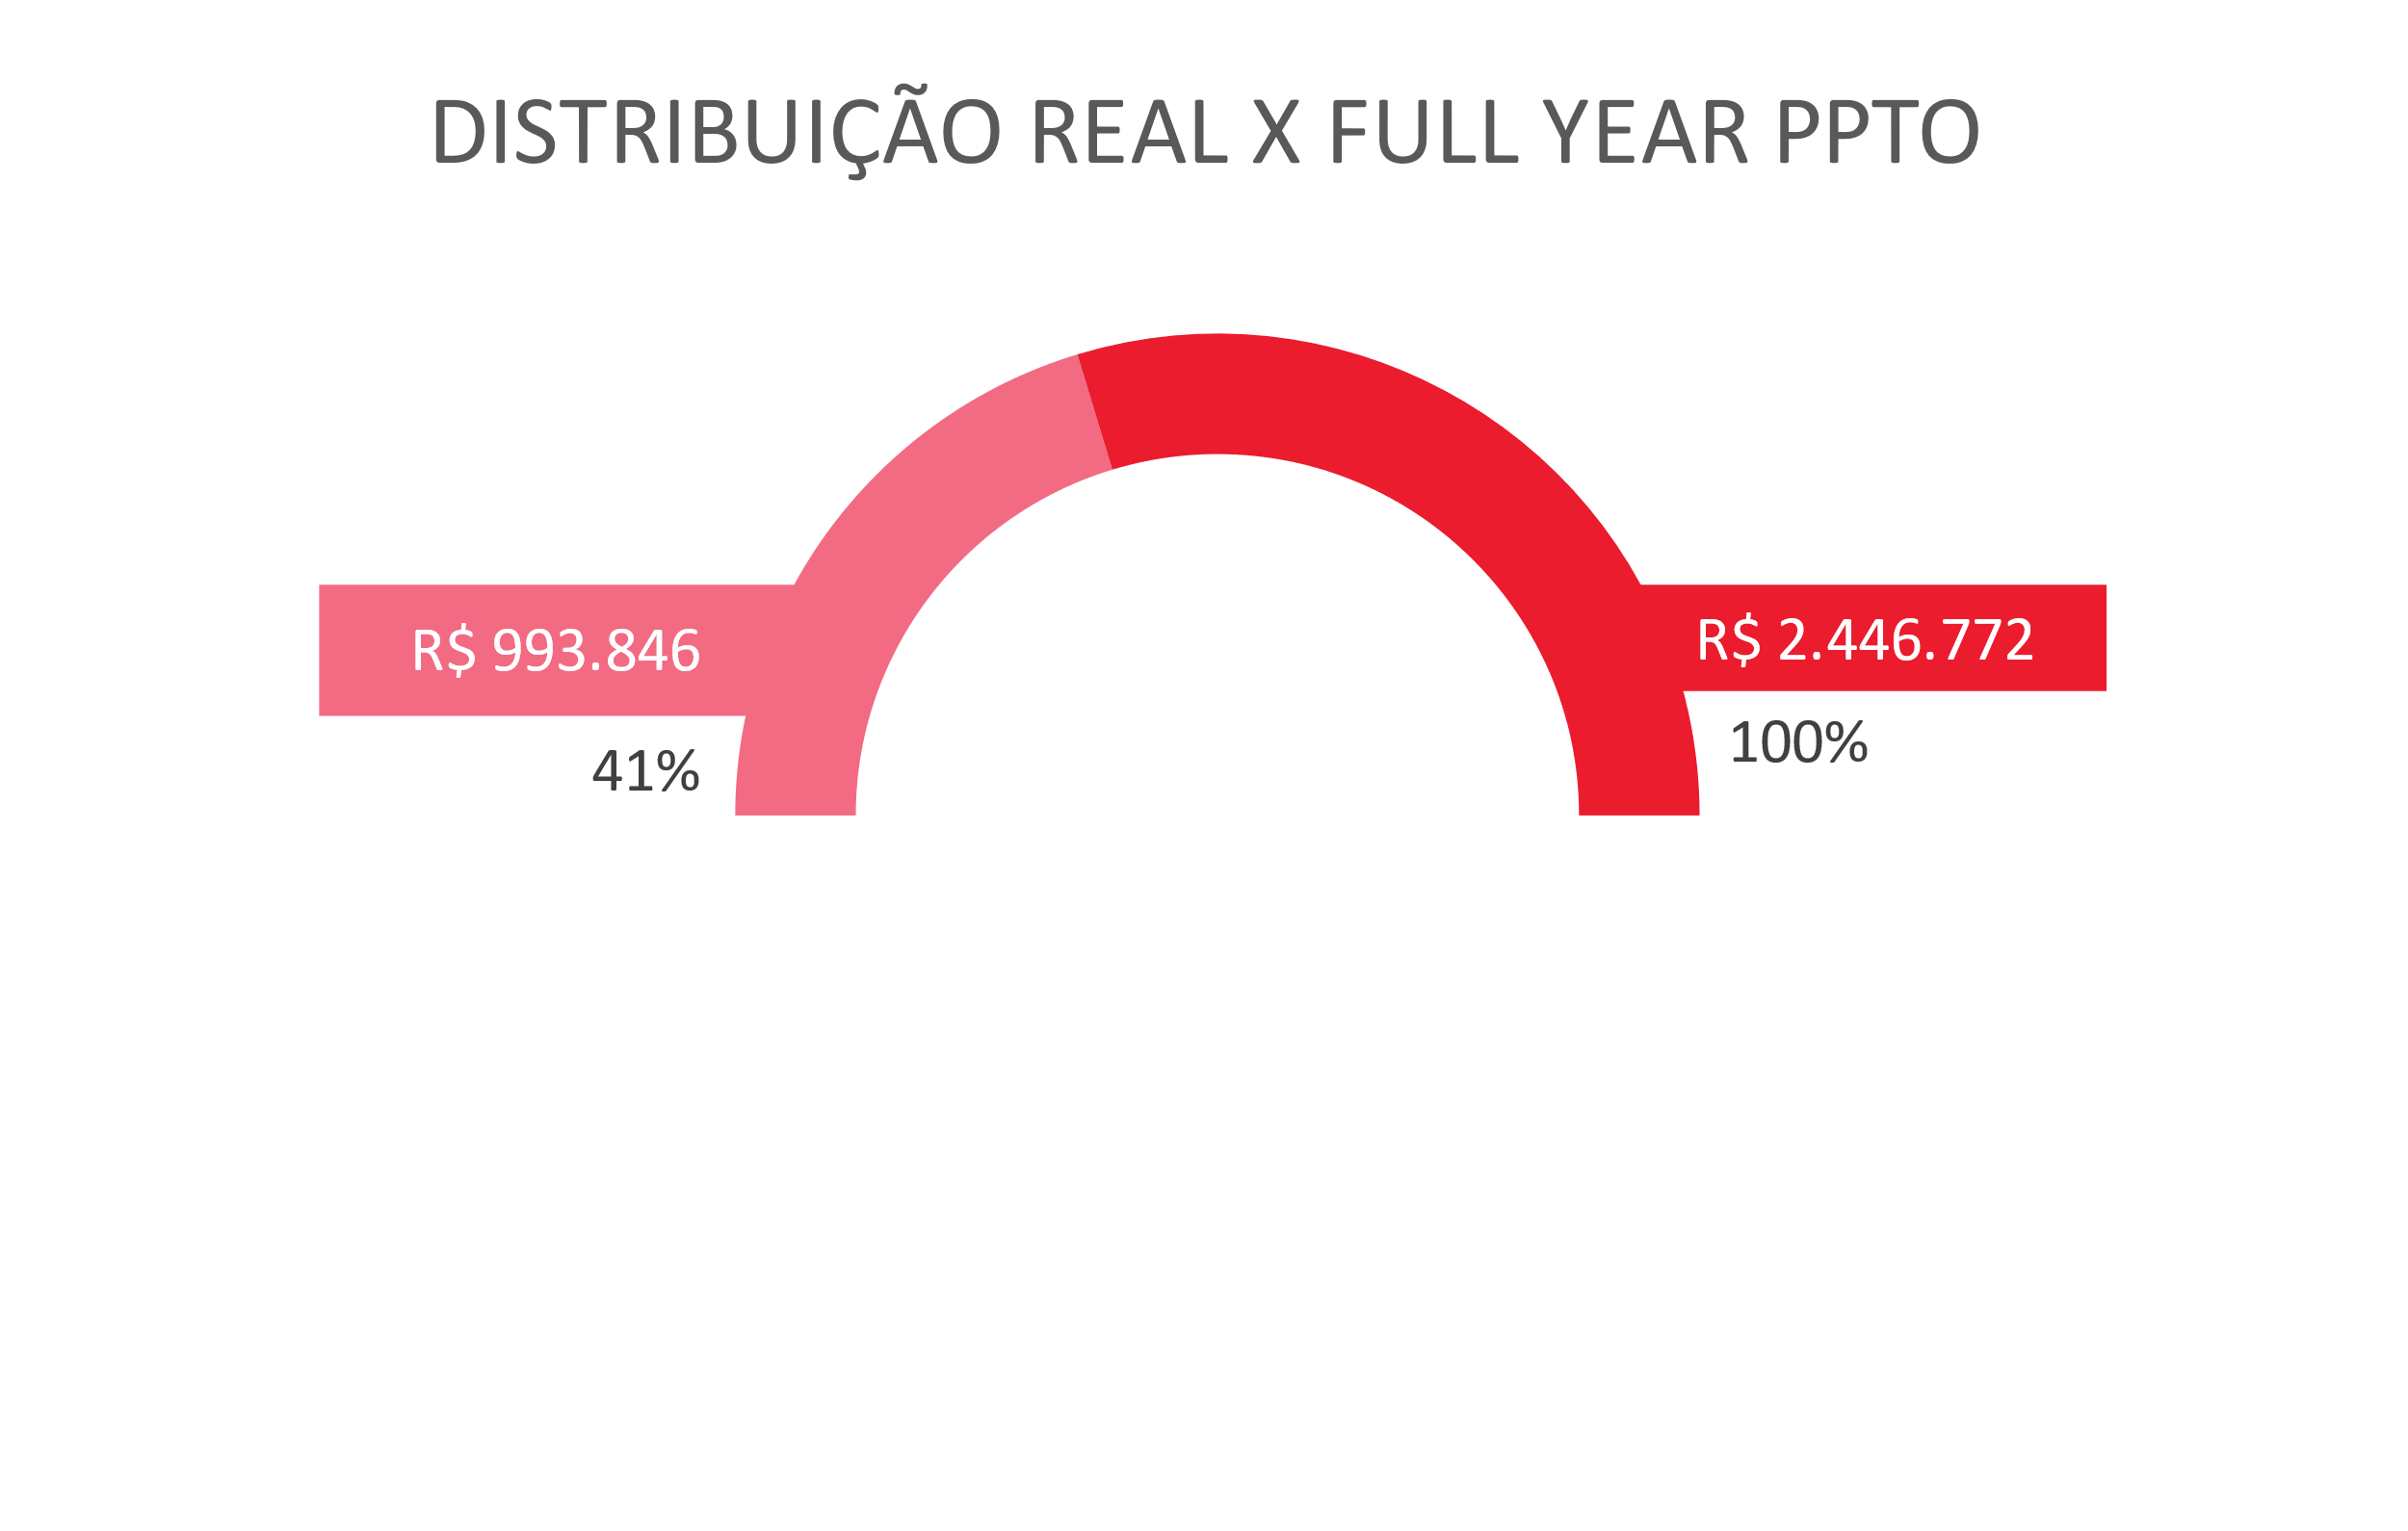 DISTRIBUIÇÃO REAL X FULL YEAR PPTO
R$ 993.846
41%
R$ 2.446.772
100%